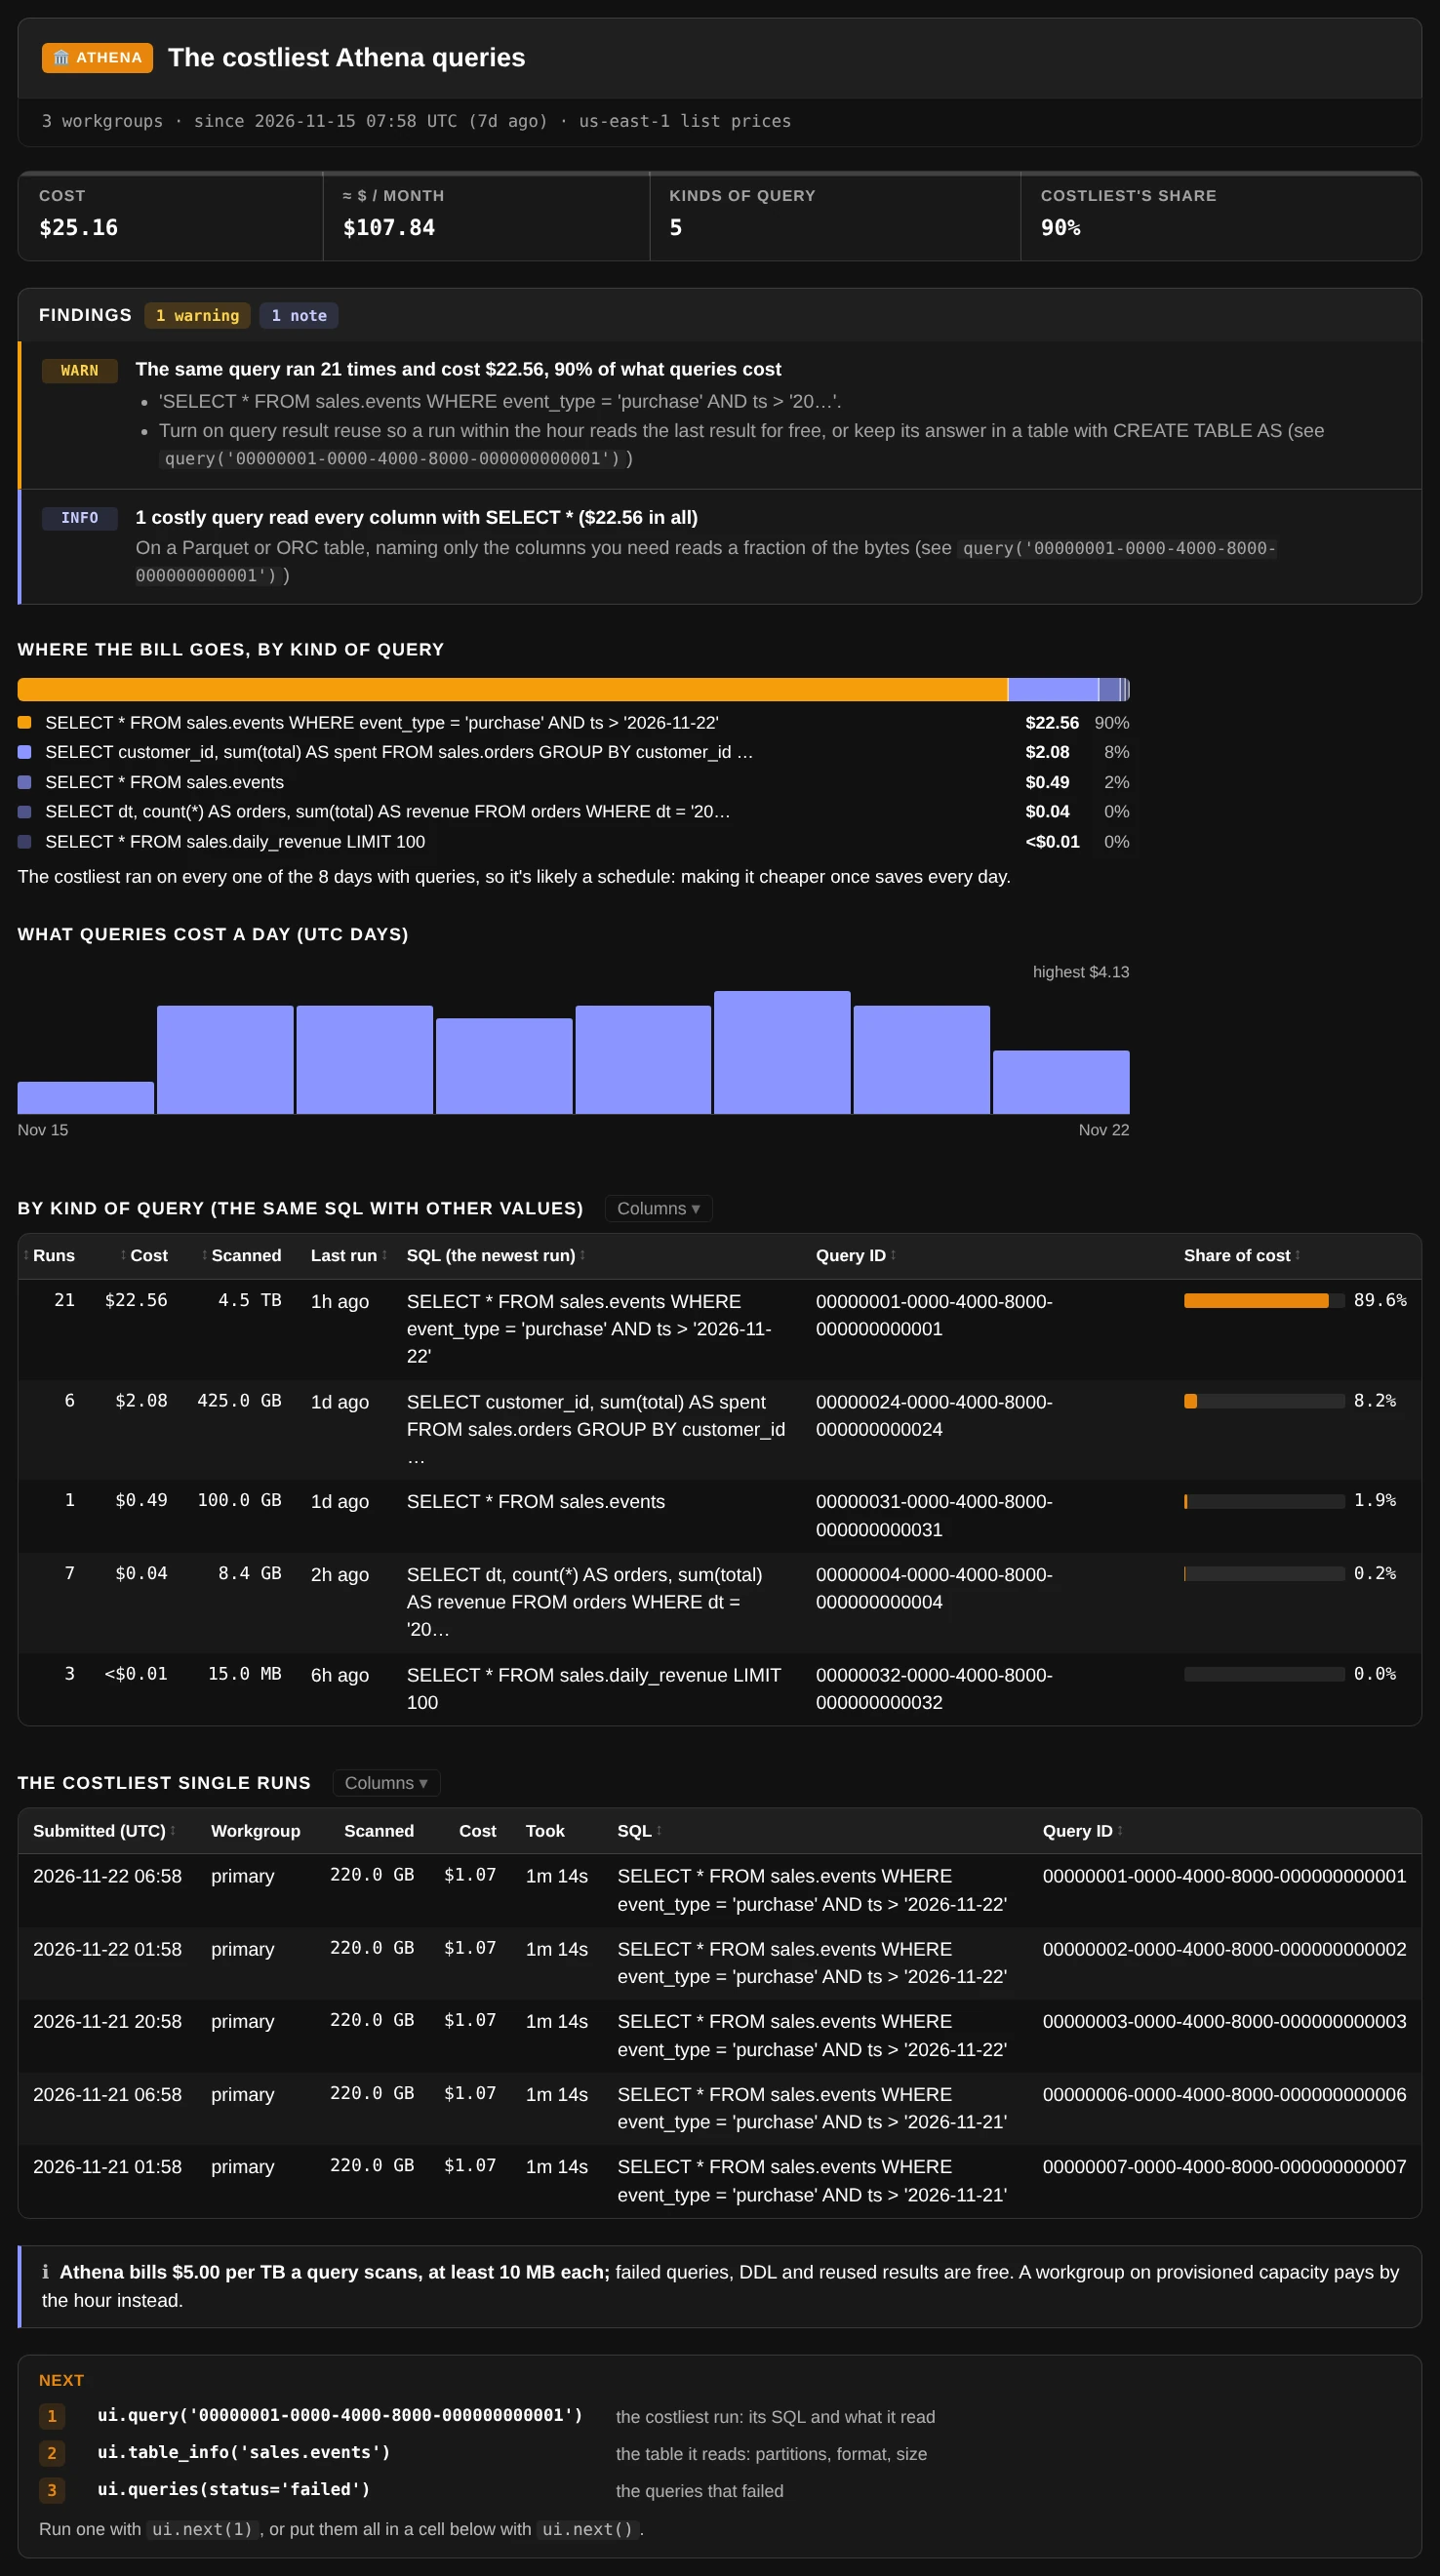 🏛️ ATHENA The costliest Athena queries
3 workgroups · since 2026-11-15 07:58 UTC (7d ago) · us-east-1 list prices
COST ≈ $ / MONTH KINDS OF QUERY COSTLIEST'S SHARE
$25.16 $107.84 5 90%
FINDINGS 1 warning 1 note
WARN The same query ran 21 times and cost $22.56, 90% of what queries cost
• 'SELECT * FROM sales.events WHERE event_type = 'purchase' AND ts > '20…'.
• Turn on query result reuse so a run within the hour reads the last result for free, or keep its answer in a table with CREATE TABLE AS (see
query('00000001-0000-4000-8000-000000000001'))
INFO 1 costly query read every column with SELECT * ($22.56 in all)
On a Parquet or ORC table, naming only the columns you need reads a fraction of the bytes (see query('00000001-0000-4000-8000-
000000000001'))
WHERE THE BILL GOES, BY KIND OF QUERY
SELECT * FROM sales.events WHERE event_type = 'purchase' AND ts > '2026-11-22' $22.56 90%
SELECT customer_id, sum(total) AS spent FROM sales.orders GROUP BY customer_id … $2.08 8%
SELECT * FROM sales.events $0.49 2%
SELECT dt, count(*) AS orders, sum(total) AS revenue FROM orders WHERE dt = '20… $0.04 0%
SELECT * FROM sales.daily_revenue LIMIT 100 <$0.01 0%
The costliest ran on every one of the 8 days with queries, so it's likely a schedule: making it cheaper once saves every day.
WHAT QUERIES COST A DAY (UTC DAYS)
highest $4.13
Nov 15 Nov 22
BY KIND OF QUERY (THE SAME SQL WITH OTHER VALUES) Columns ▾
↕ Runs ↕ Cost ↕ Scanned Last run ↕ SQL (the newest run) ↕ Query ID ↕ Share of cost ↕
21 $22.56 4.5 TB 1h ago SELECT * FROM sales.events WHERE 00000001-0000-4000-8000- 89.6%
event_type = 'purchase' AND ts > '2026-11- 000000000001
22'
6 $2.08 425.0 GB 1d ago SELECT customer_id, sum(total) AS spent 00000024-0000-4000-8000- 8.2%
FROM sales.orders GROUP BY customer_id 000000000024
…
1 $0.49 100.0 GB 1d ago SELECT * FROM sales.events 00000031-0000-4000-8000- 1.9%
000000000031
7 $0.04 8.4 GB 2h ago SELECT dt, count(*) AS orders, sum(total) 00000004-0000-4000-8000- 0.2%
AS revenue FROM orders WHERE dt = 000000000004
'20…
3 <$0.01 15.0 MB 6h ago SELECT * FROM sales.daily_revenue LIMIT 00000032-0000-4000-8000- 0.0%
100 000000000032
THE COSTLIEST SINGLE RUNS Columns ▾
Submitted (UTC) ↕ Workgroup Scanned Cost Took SQL ↕ Query ID ↕
2026-11-22 06:58 primary 220.0 GB $1.07 1m 14s SELECT * FROM sales.events WHERE 00000001-0000-4000-8000-000000000001
event_type = 'purchase' AND ts > '2026-11-22'
2026-11-22 01:58 primary 220.0 GB $1.07 1m 14s SELECT * FROM sales.events WHERE 00000002-0000-4000-8000-000000000002
event_type = 'purchase' AND ts > '2026-11-22'
2026-11-21 20:58 primary 220.0 GB $1.07 1m 14s SELECT * FROM sales.events WHERE 00000003-0000-4000-8000-000000000003
event_type = 'purchase' AND ts > '2026-11-22'
2026-11-21 06:58 primary 220.0 GB $1.07 1m 14s SELECT * FROM sales.events WHERE 00000006-0000-4000-8000-000000000006
event_type = 'purchase' AND ts > '2026-11-21'
2026-11-21 01:58 primary 220.0 GB $1.07 1m 14s SELECT * FROM sales.events WHERE 00000007-0000-4000-8000-000000000007
event_type = 'purchase' AND ts > '2026-11-21'
ℹ Athena bills $5.00 per TB a query scans, at least 10 MB each; failed queries, DDL and reused results are free. A workgroup on provisioned capacity pays by
the hour instead.
NEXT
1 ui.query('00000001-0000-4000-8000-000000000001') the costliest run: its SQL and what it read
2 ui.table_info('sales.events') the table it reads: partitions, format, size
3 ui.queries(status='failed') the queries that failed
Run one with ui.next(1), or put them all in a cell below with ui.next().